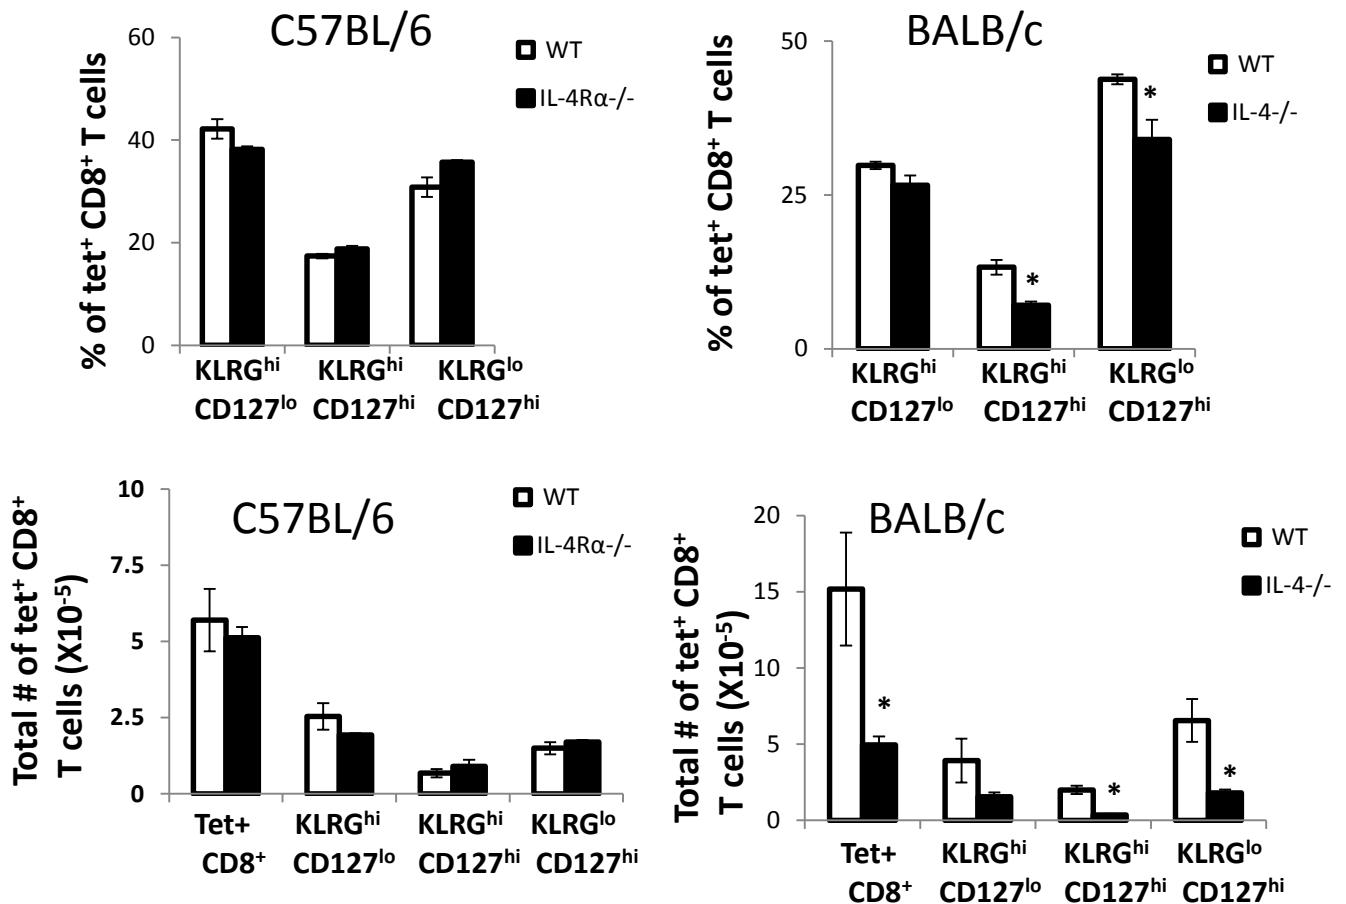 C57BL/6
% of tet⁺ CD8⁺ T cells
60
40
20
0
WT
IL-4Rα-/-
KLRGʰⁱ KLRGʰⁱ KLRGˡᵒ
CD127ˡᵒ CD127ʰⁱ CD127ʰⁱ
BALB/c
% of tet⁺ CD8⁺ T cells
50
25
0
WT
IL-4-/-
*
*
KLRGʰⁱ KLRGʰⁱ KLRGˡᵒ
CD127ˡᵒ CD127ʰⁱ CD127ʰⁱ
C57BL/6
Total # of tet⁺ CD8⁺
T cells (X10⁻⁵)
10
7.5
5
2.5
0
WT
IL-4Rα-/-
Tet+ KLRGʰⁱ KLRGʰⁱ KLRGˡᵒ
CD8⁺ CD127ˡᵒ CD127ʰⁱ CD127ʰⁱ
BALB/c
Total # of tet⁺ CD8⁺
T cells (X10⁻⁵)
20
15
10
5
0
WT
IL-4-/-
*
*
*
Tet+ KLRGʰⁱ KLRGʰⁱ KLRGˡᵒ
CD8⁺ CD127ˡᵒ CD127ʰⁱ CD127ʰⁱ